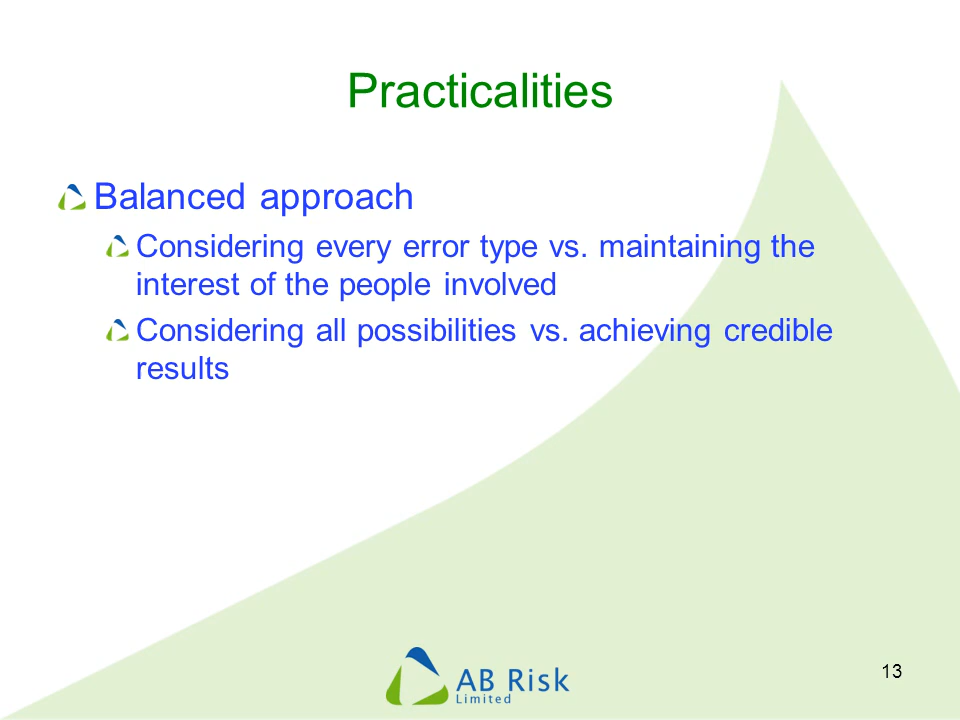 Practicalities
Balanced approach
Considering every error type vs. maintaining the
interest of the people involved
Considering all possibilities vs. achieving credible
results
AB Risk
Limited
13